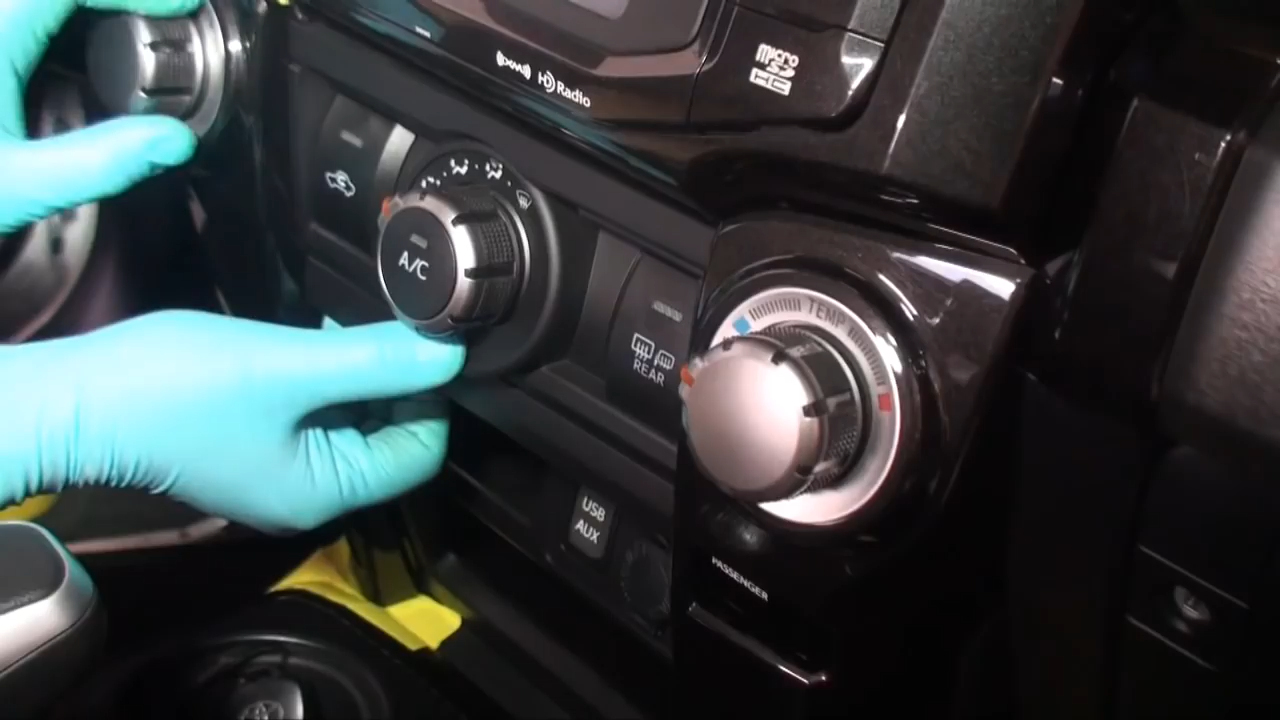 HD Radio
micro
SD
HC
A/C
TEMP
REAR
USB
AUX
PASSENGER